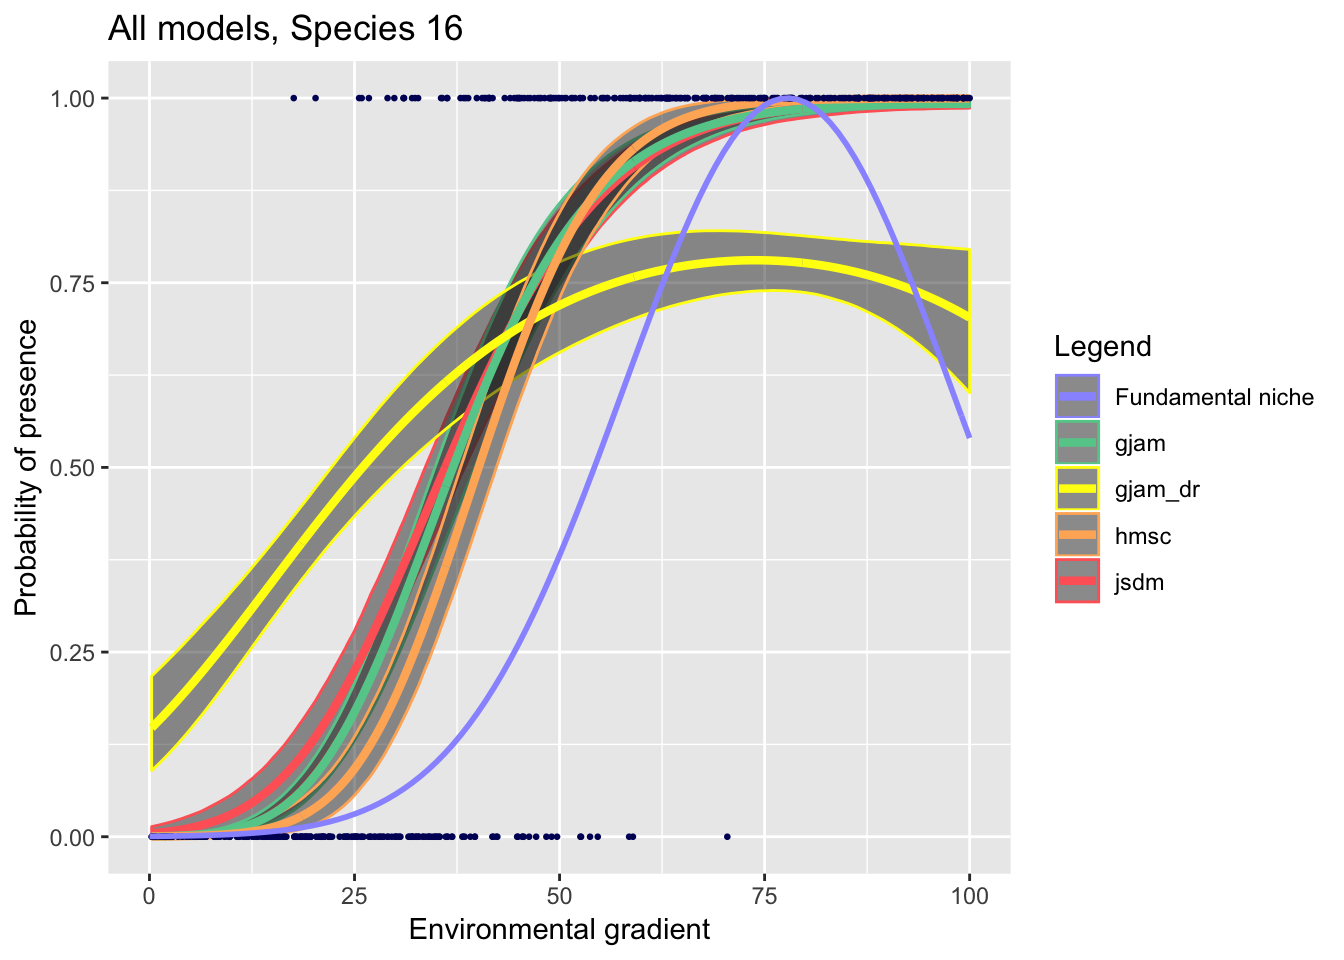 All models, Species 16
1.00
0.75
0.50
0.25
0.00
Probability of presence
0
25
50
75
100
Environmental gradient
Legend
Fundamental niche
gjam
gjam_dr
hmsc
jsdm